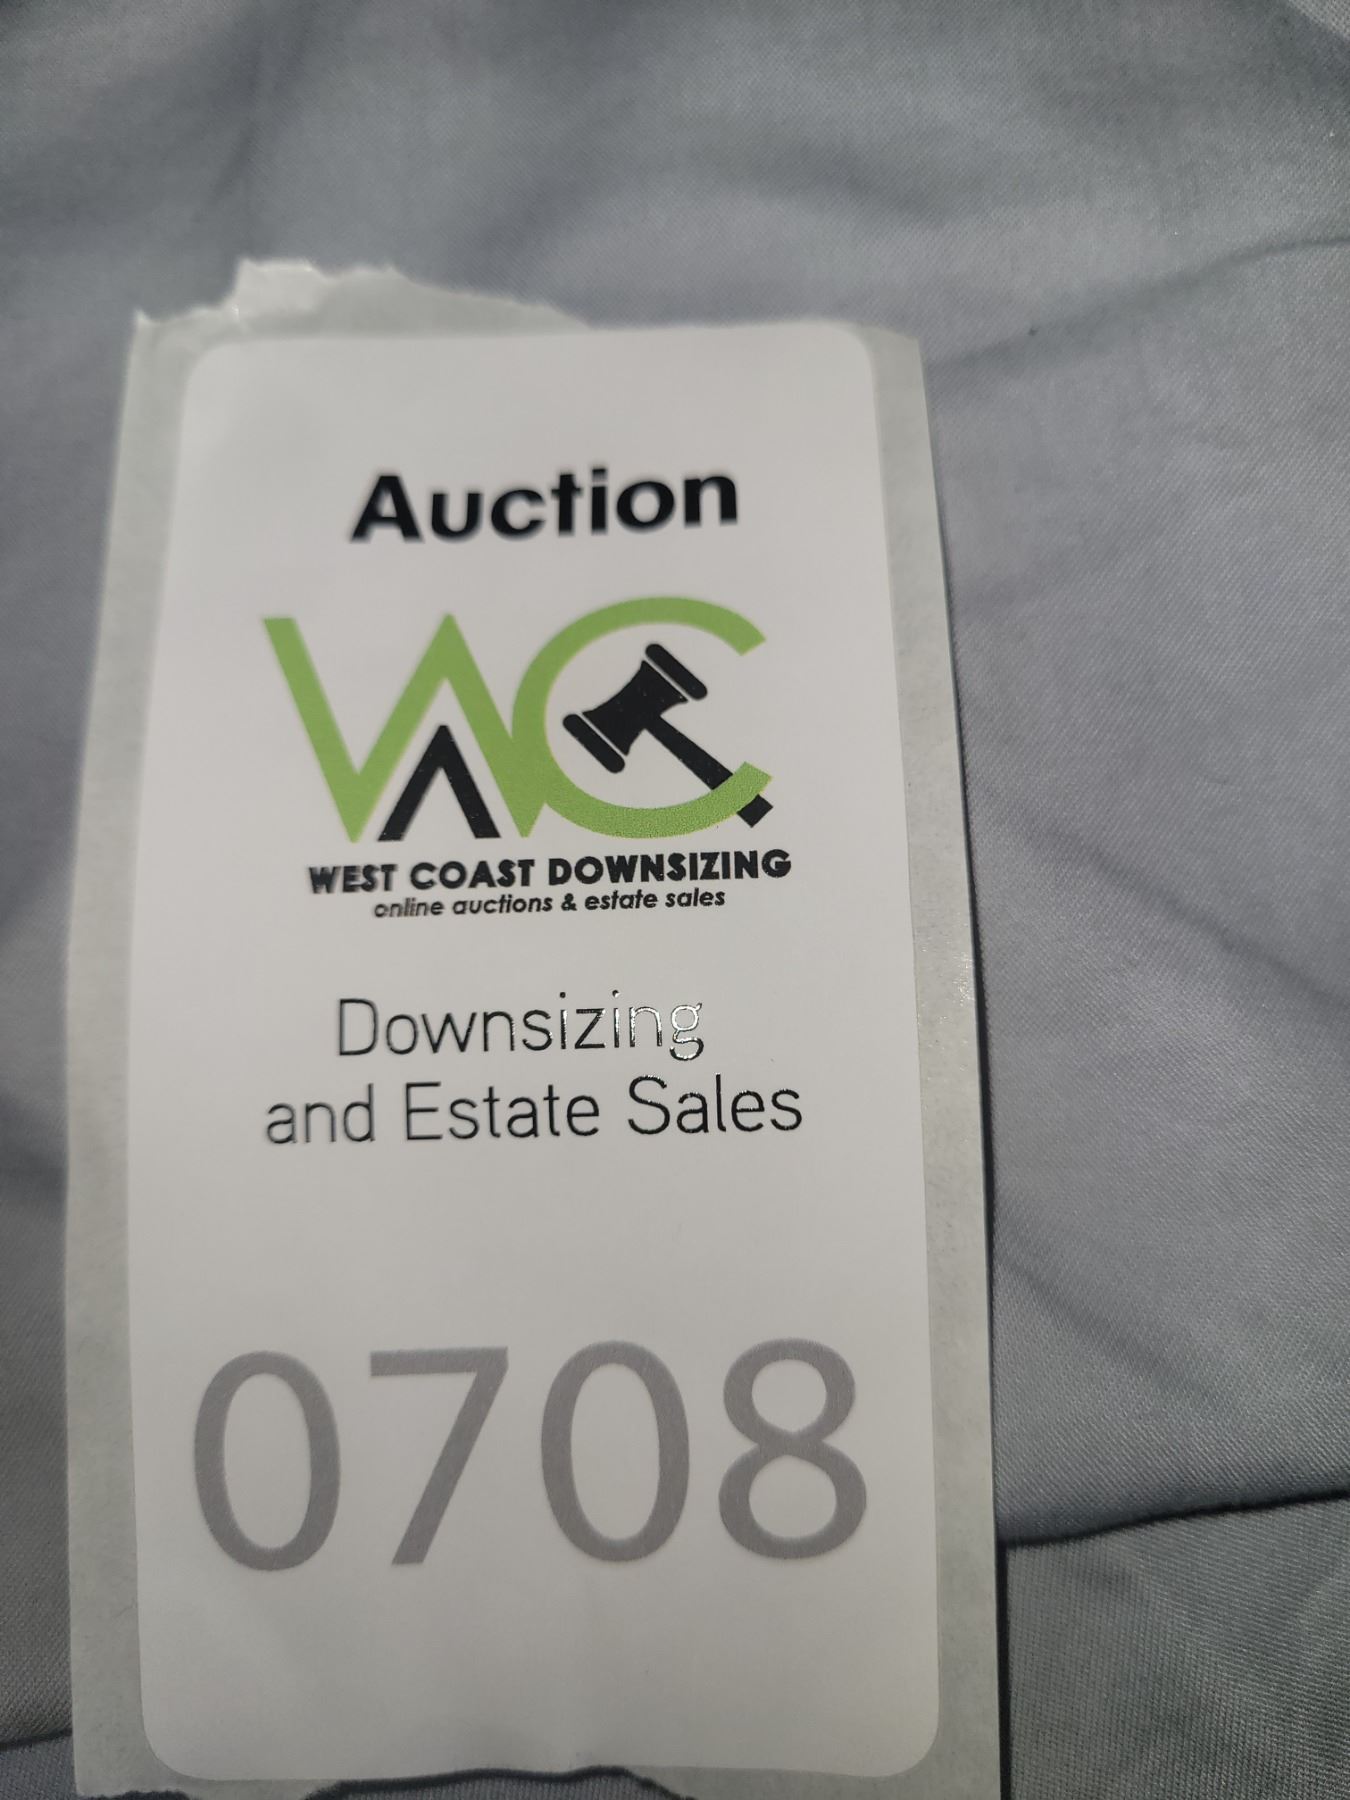 Auction
WC
WEST COAST DOWNSIZING
online auctions & estate sales
Downsizing
and Estate Sales
0708